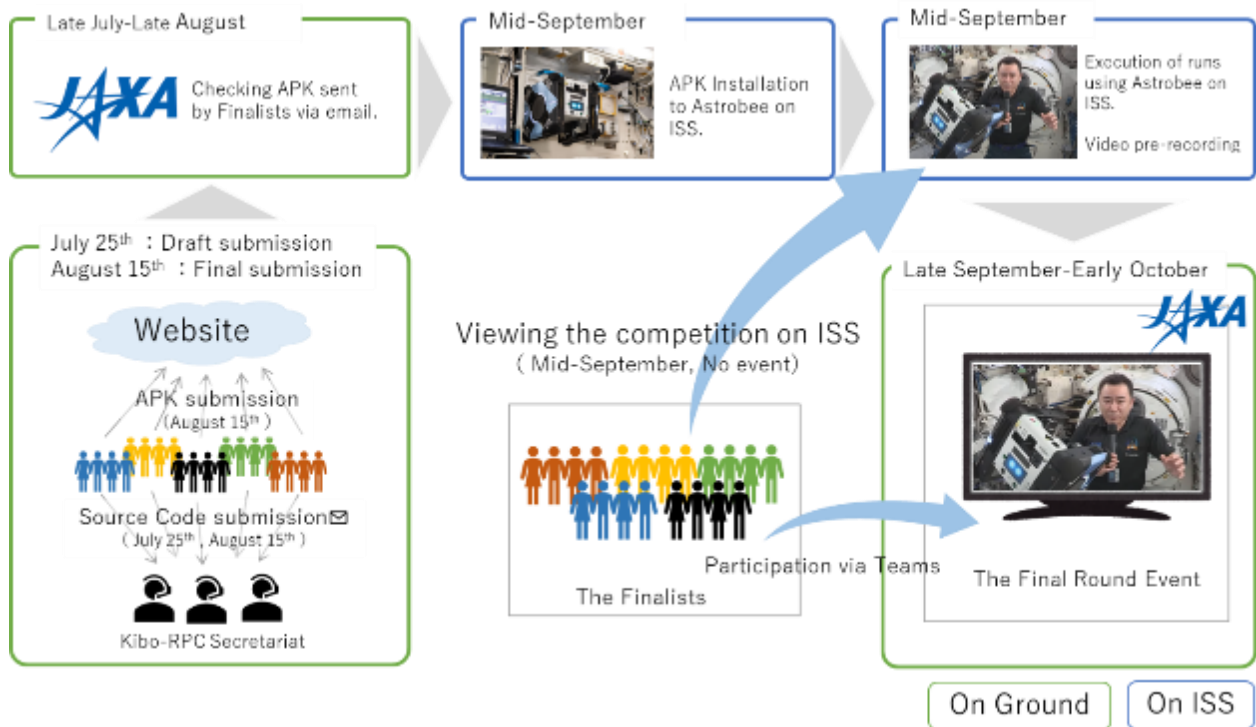 Late July-Late August
JAXA
Checking APK sent
by Finalists via email.
Mid-September
APK Installation
to Astrobee on
ISS.
Mid-September
Execution of runs
using Astrobee on
ISS.
Video pre-recording
July 25th : Draft submission
August 15th : Final submission
Website
APK submission
(August 15th)
Source Code submission✉
( July 25th , August 15th )
Kibo-RPC Secretariat
Viewing the competition on ISS
( Mid-September, No event)
The Finalists
Participation via Teams
Late September-Early October
JAXA
The Final Round Event
On Ground
On ISS